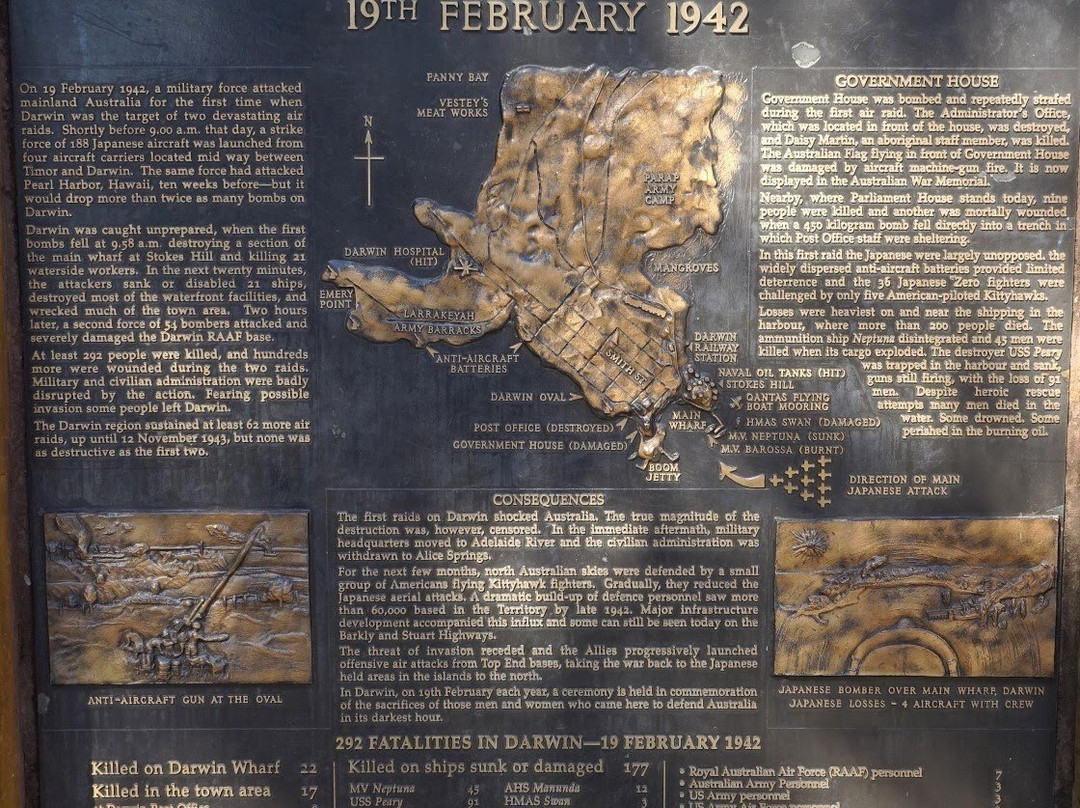 19TH FEBRUARY 1942
On 19 February 1942, a military force attacked
mainland Australia for the first time when
Darwin was the target of two devastating air
raids. Shortly before 9.00 a.m. that day, a strike
force of 188 Japanese aircraft was launched from
four aircraft carriers located mid way between
Timor and Darwin. The same force had attacked
Pearl Harbor, Hawaii, ten weeks before—but it
would drop more than twice as many bombs on
Darwin.
Darwin was caught unprepared, when the first
bombs fell at 9.58 a.m. destroying a section of
the main wharf at Stokes Hill and killing 21
waterside workers. In the next twenty minutes,
the attackers sank or disabled 21 ships,
destroyed most of the waterfront facilities, and
wrecked much of the town area. Two hours
later, a second force of 54 bombers attacked and
severely damaged the Darwin RAAF base.
At least 292 people were killed, and hundreds
more were wounded during the two raids.
Military and civilian administration were badly
disrupted by the action. Fearing possible
invasion some people left Darwin.
The Darwin region sustained at least 62 more air
raids, up until 12 November 1943, but none was
as destructive as the first two.
N
FANNY BAY
VESTEY'S
MEAT WORKS
PARAP
ARMY
CAMP
DARWIN HOSPITAL
(HIT)
MANGROVES
EMERY
POINT
LARRAKEYAH
ARMY BARRACKS
ANTI-AIRCRAFT
BATTERIES
SMITH ST
DARWIN
RAILWAY
STATION
NAVAL OIL TANKS (HIT)
STOKES HILL
DARWIN OVAL
QANTAS FLYING
BOAT MOORING
MAIN
WHARF
HMAS SWAN (DAMAGED)
POST OFFICE (DESTROYED)
M.V. NEPTUNA (SUNK)
GOVERNMENT HOUSE (DAMAGED)
M.V. BAROSSA (BURNT)
BOOM
JETTY
DIRECTION OF MAIN
JAPANESE ATTACK
GOVERNMENT HOUSE
Government House was bombed and repeatedly strafed
during the first air raid. The Administrator's Office,
which was located in front of the house, was destroyed,
and Daisy Martin, an aboriginal staff member, was killed.
The Australian Flag flying in front of Government House
was damaged by aircraft machine-gun fire. It is now
displayed in the Australian War Memorial.
Nearby, where Parliament House stands today, nine
people were killed and another was mortally wounded
when a 450 kilogram bomb fell directly into a trench in
which Post Office staff were sheltering.
In this first raid the Japanese were largely unopposed. the
widely dispersed anti-aircraft batteries provided limited
deterrence and the 36 Japanese Zero fighters were
challenged by only five American-piloted Kittyhawks.
Losses were heaviest on and near the shipping in the
harbour, where more than 200 people died. The
ammunition ship Neptuna disintegrated and 45 men were
killed when its cargo exploded. The destroyer USS Peary
was trapped in the harbour and sank,
guns still firing, with the loss of 91
men. Despite heroic rescue
attempts many men died in the
water. Some drowned. Some
perished in the burning oil.
CONSEQUENCES
The first raids on Darwin shocked Australia. The true magnitude of the
destruction was, however, censored. In the immediate aftermath, military
headquarters moved to Adelaide River and the civilian administration was
withdrawn to Alice Springs.
For the next few months, north Australian skies were defended by a small
group of Americans flying Kittyhawk fighters. Gradually, they reduced the
Japanese aerial attacks. A dramatic build-up of defence personnel saw more
than 60,000 based in the Territory by late 1942. Major infrastructure
development accompanied this influx and some can still be seen today on the
Barkly and Stuart Highways.
The threat of invasion receded and the Allies progressively launched
offensive air attacks from Top End bases, taking the war back to the Japanese
held areas in the islands to the north.
In Darwin, on 19 February each year, a ceremony is held in commemoration
of the sacrifices of those men and women who came here to defend Australia
in its darkest hour.
ANTI-AIRCRAFT GUN AT THE OVAL
JAPANESE BOMBER OVER MAIN WHARF, DARWIN
JAPANESE LOSSES - 4 AIRCRAFT WITH CREW
292 FATALITIES IN DARWIN—19 FEBRUARY 1942
Killed on Darwin Wharf 22
Killed in the town area 17
at Darwin Post Office
Killed on ships sunk or damaged 177
MV Neptuna 45 AHS Manunda 12
USS Peary 91 HMAS Swan 3
• Royal Australian Air Force (RAAF) personnel 7
• Australian Army Personnel 3
• US Army personnel
• US Army Air Force personnel